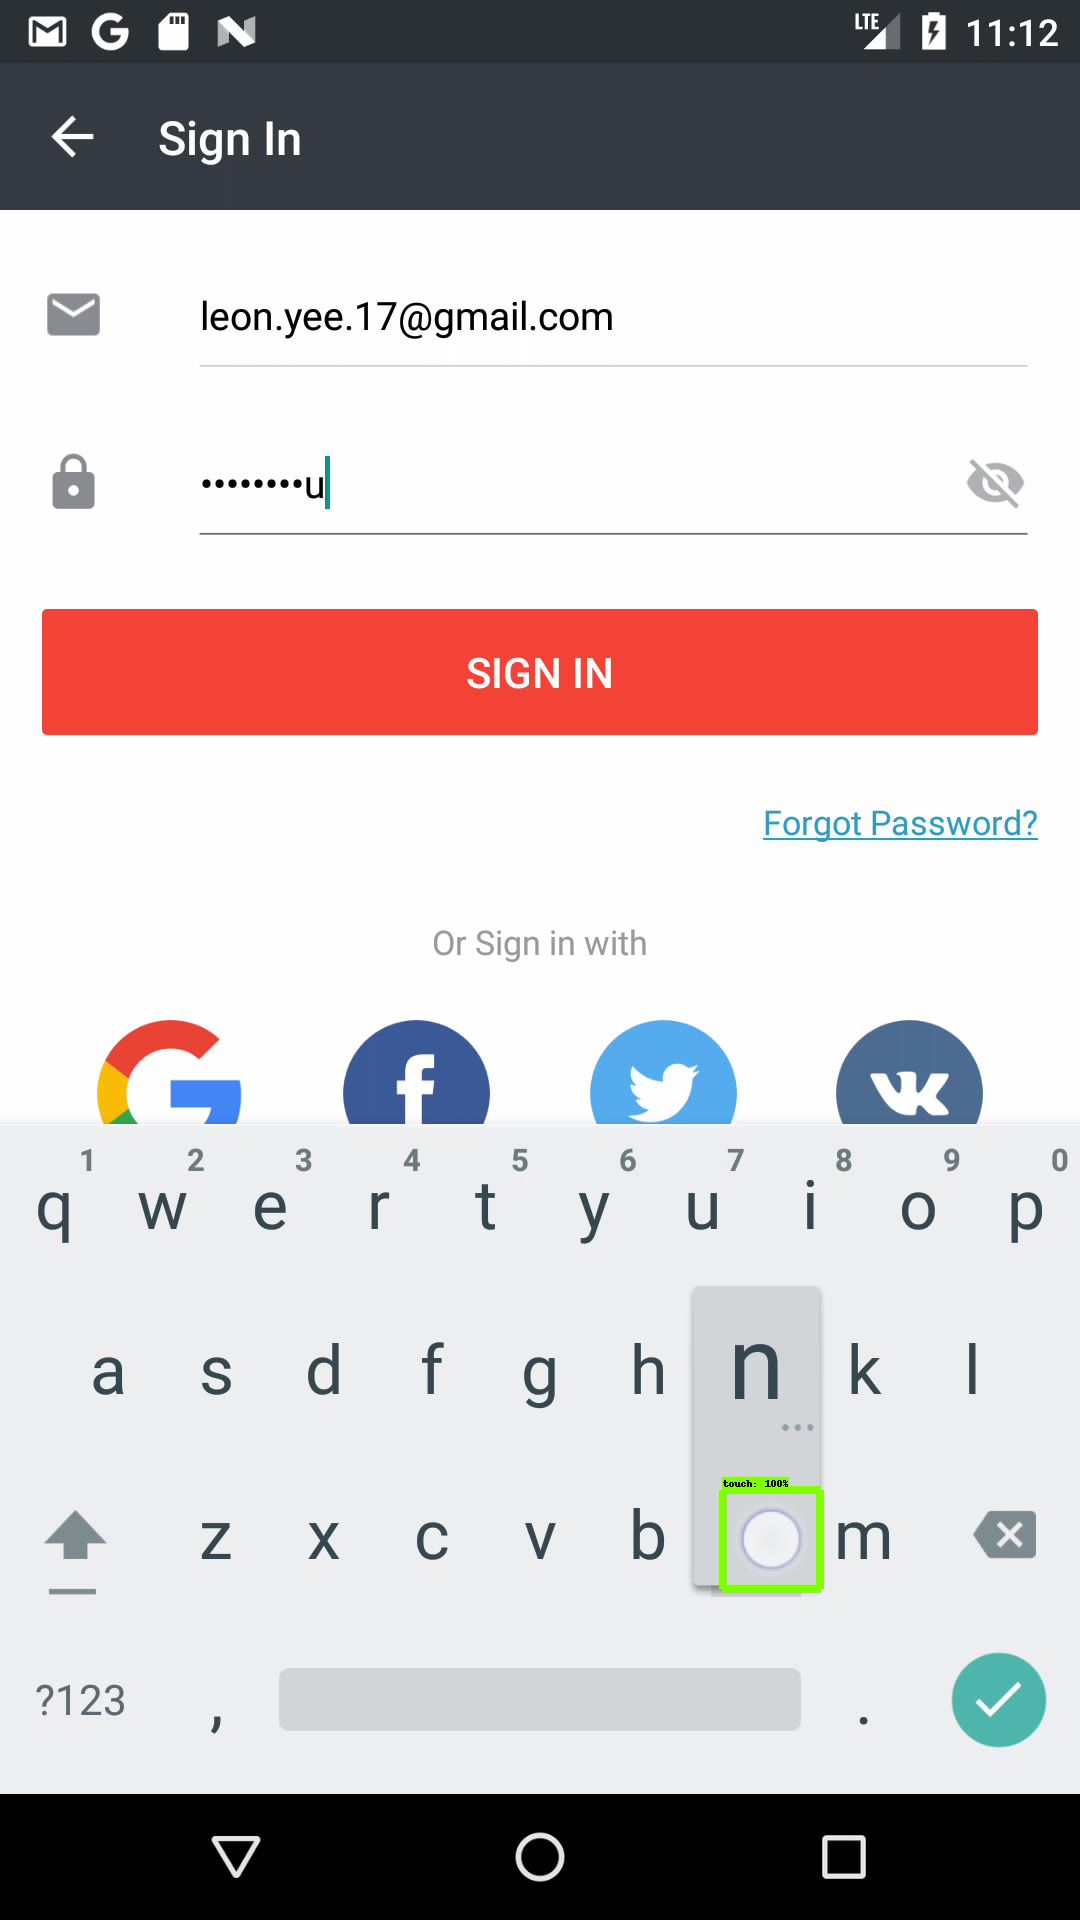 LTE 11:12
Sign In
leon.yee.17@gmail.com
••••••••u
SIGN IN
Forgot Password?
Or Sign in with
1 2 3 4 5 6 7 8 9 0
q w e r t y u i o p
n
a s d f g h k l
touch: 100%
z x c v b m
?123 , .